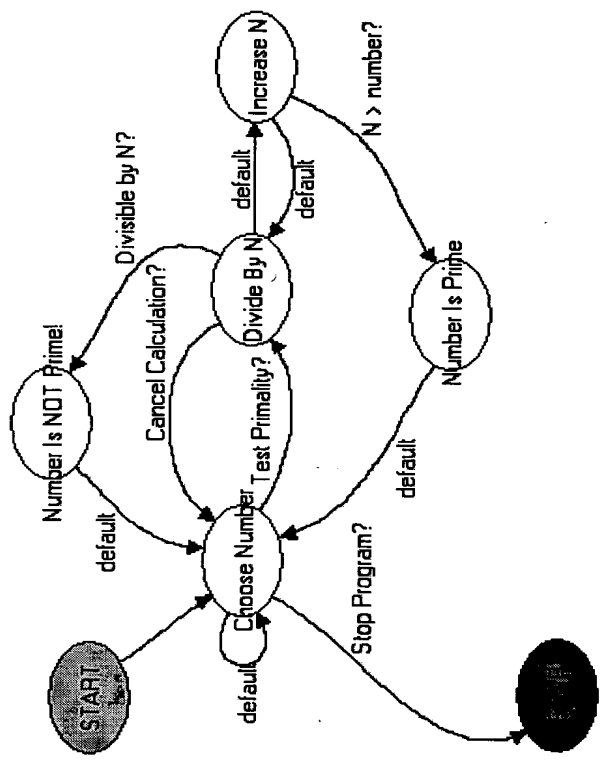 START
default
Choose Number
Stop Program?
default
Number Is NOT Prime!
Cancel Calculation?
Test Primality?
default
Divisible by N?
Divide By N
Number Is Prime
default
default
Increase N
N > number?